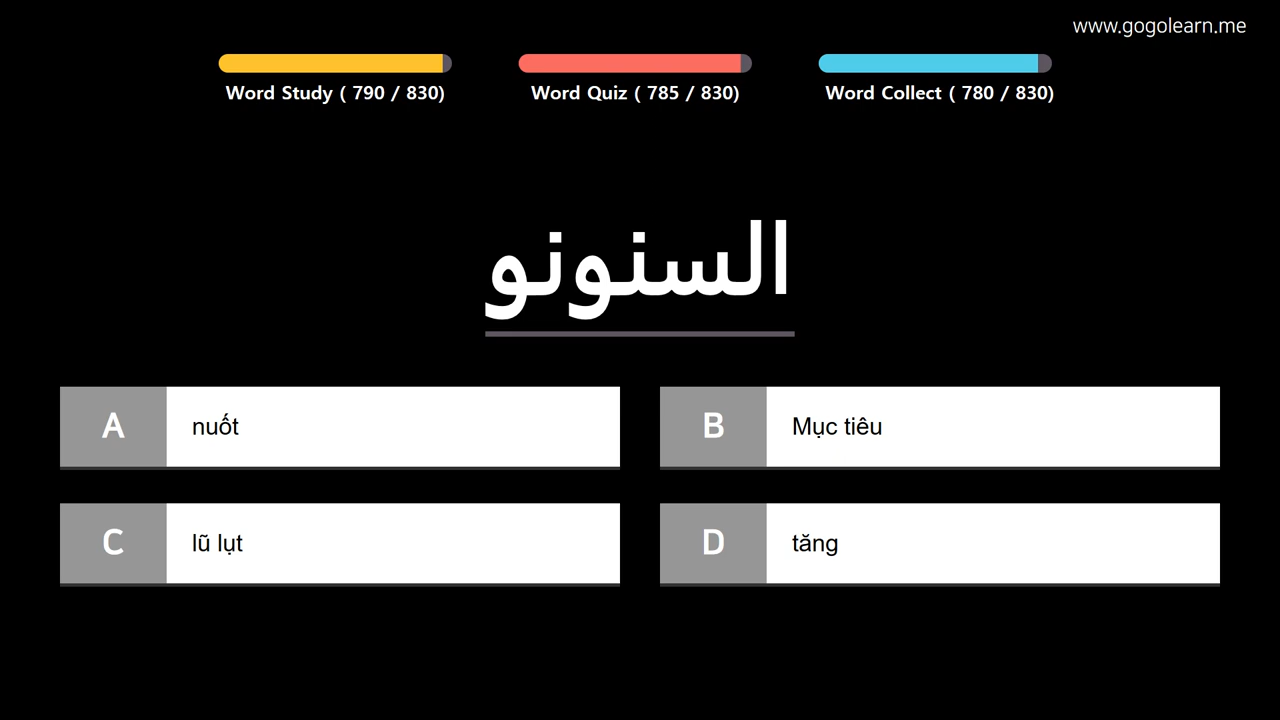 www.gogolearn.me
Word Study ( 790 / 830)
Word Quiz ( 785 / 830)
Word Collect ( 780 / 830)
السنونو
A nuốt
B Mục tiêu
C lũ lụt
D tăng